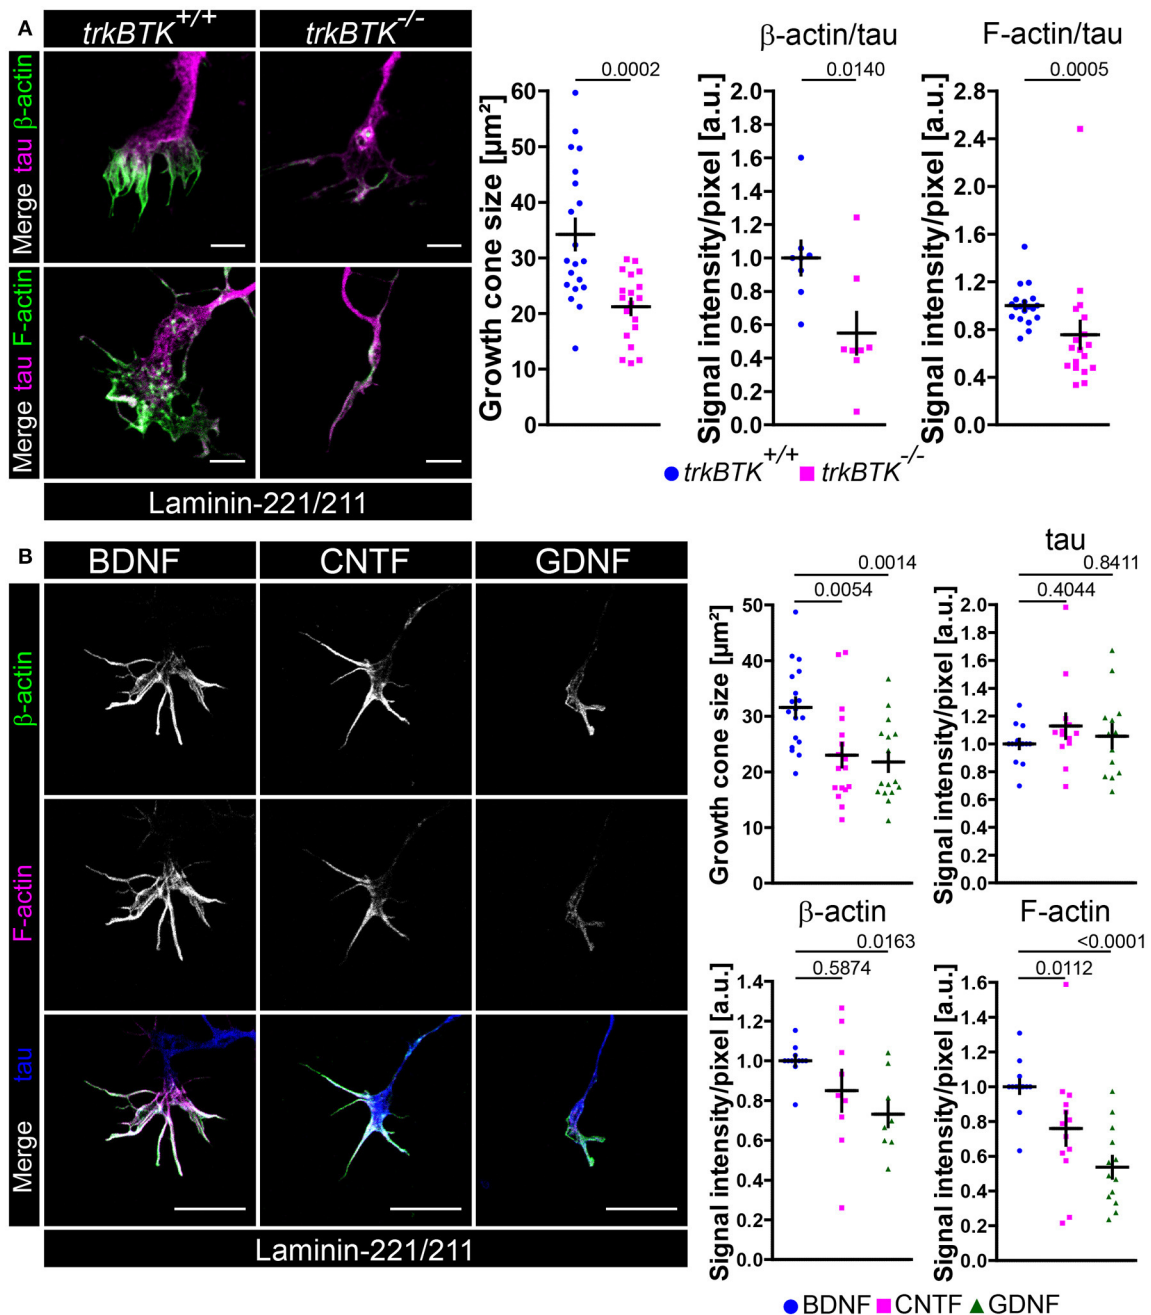 A
trkBTK+/+ trkBTK-/-
Merge tau β-actin
Merge tau F-actin
Laminin-221/211
0.0002
Growth cone size [µm²]
60
50
40
30
20
10
0
β-actin/tau
0.0140
Signal intensity/pixel [a.u.]
2.0
1.8
1.6
1.4
1.2
1.0
0.8
0.6
0.4
0.2
0.0
F-actin/tau
0.0005
Signal intensity/pixel [a.u.]
2.8
2.4
2.0
1.6
1.2
0.8
0.4
0.0
trkBTK+/+ trkBTK-/-
B
BDNF CNTF GDNF
β-actin
F-actin
Merge tau
Laminin-221/211
0.0014
0.0054
Growth cone size [µm²]
50
40
30
20
10
0
tau
0.8411
0.4044
Signal intensity/pixel [a.u.]
2.0
1.8
1.6
1.4
1.2
1.0
0.8
0.6
0.4
0.2
0.0
β-actin
0.0163
0.5874
Signal intensity/pixel [a.u.]
1.4
1.2
1.0
0.8
0.6
0.4
0.2
0.0
F-actin
<0.0001
0.0112
Signal intensity/pixel [a.u.]
1.6
1.4
1.2
1.0
0.8
0.6
0.4
0.2
0.0
BDNF CNTF GDNF